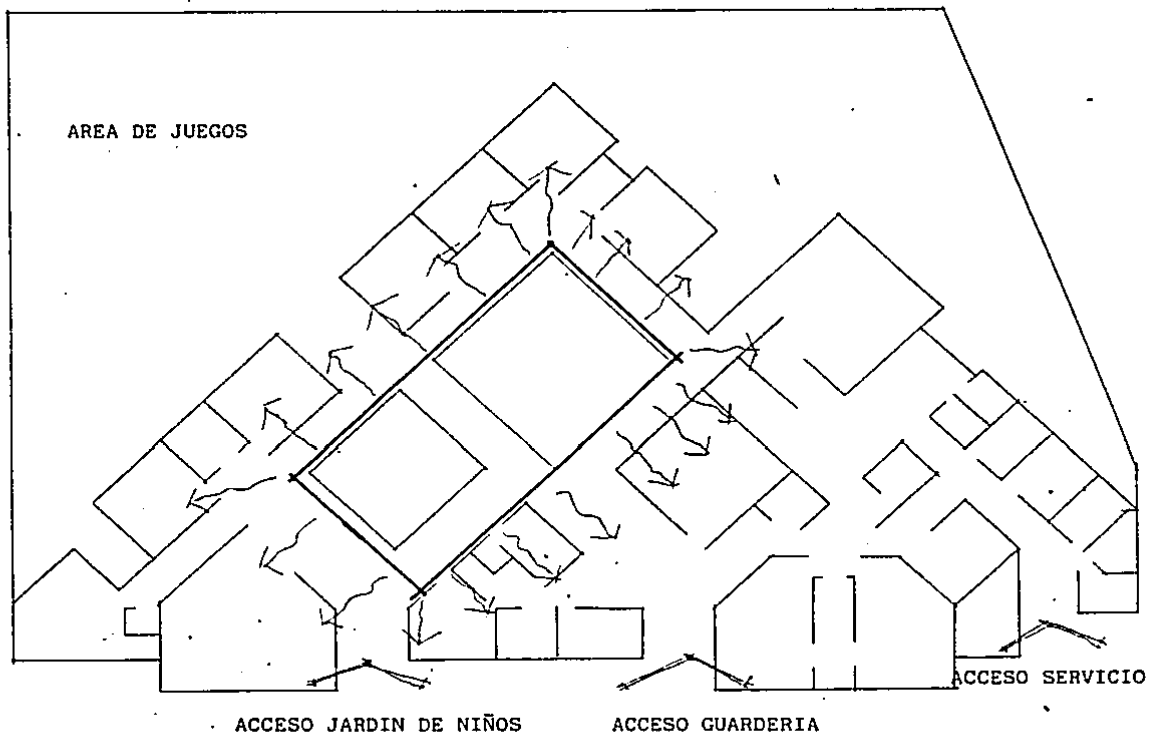 AREA DE JUEGOS
ACCESO SERVICIO
ACCESO JARDIN DE NIÑOS
ACCESO GUARDERIA